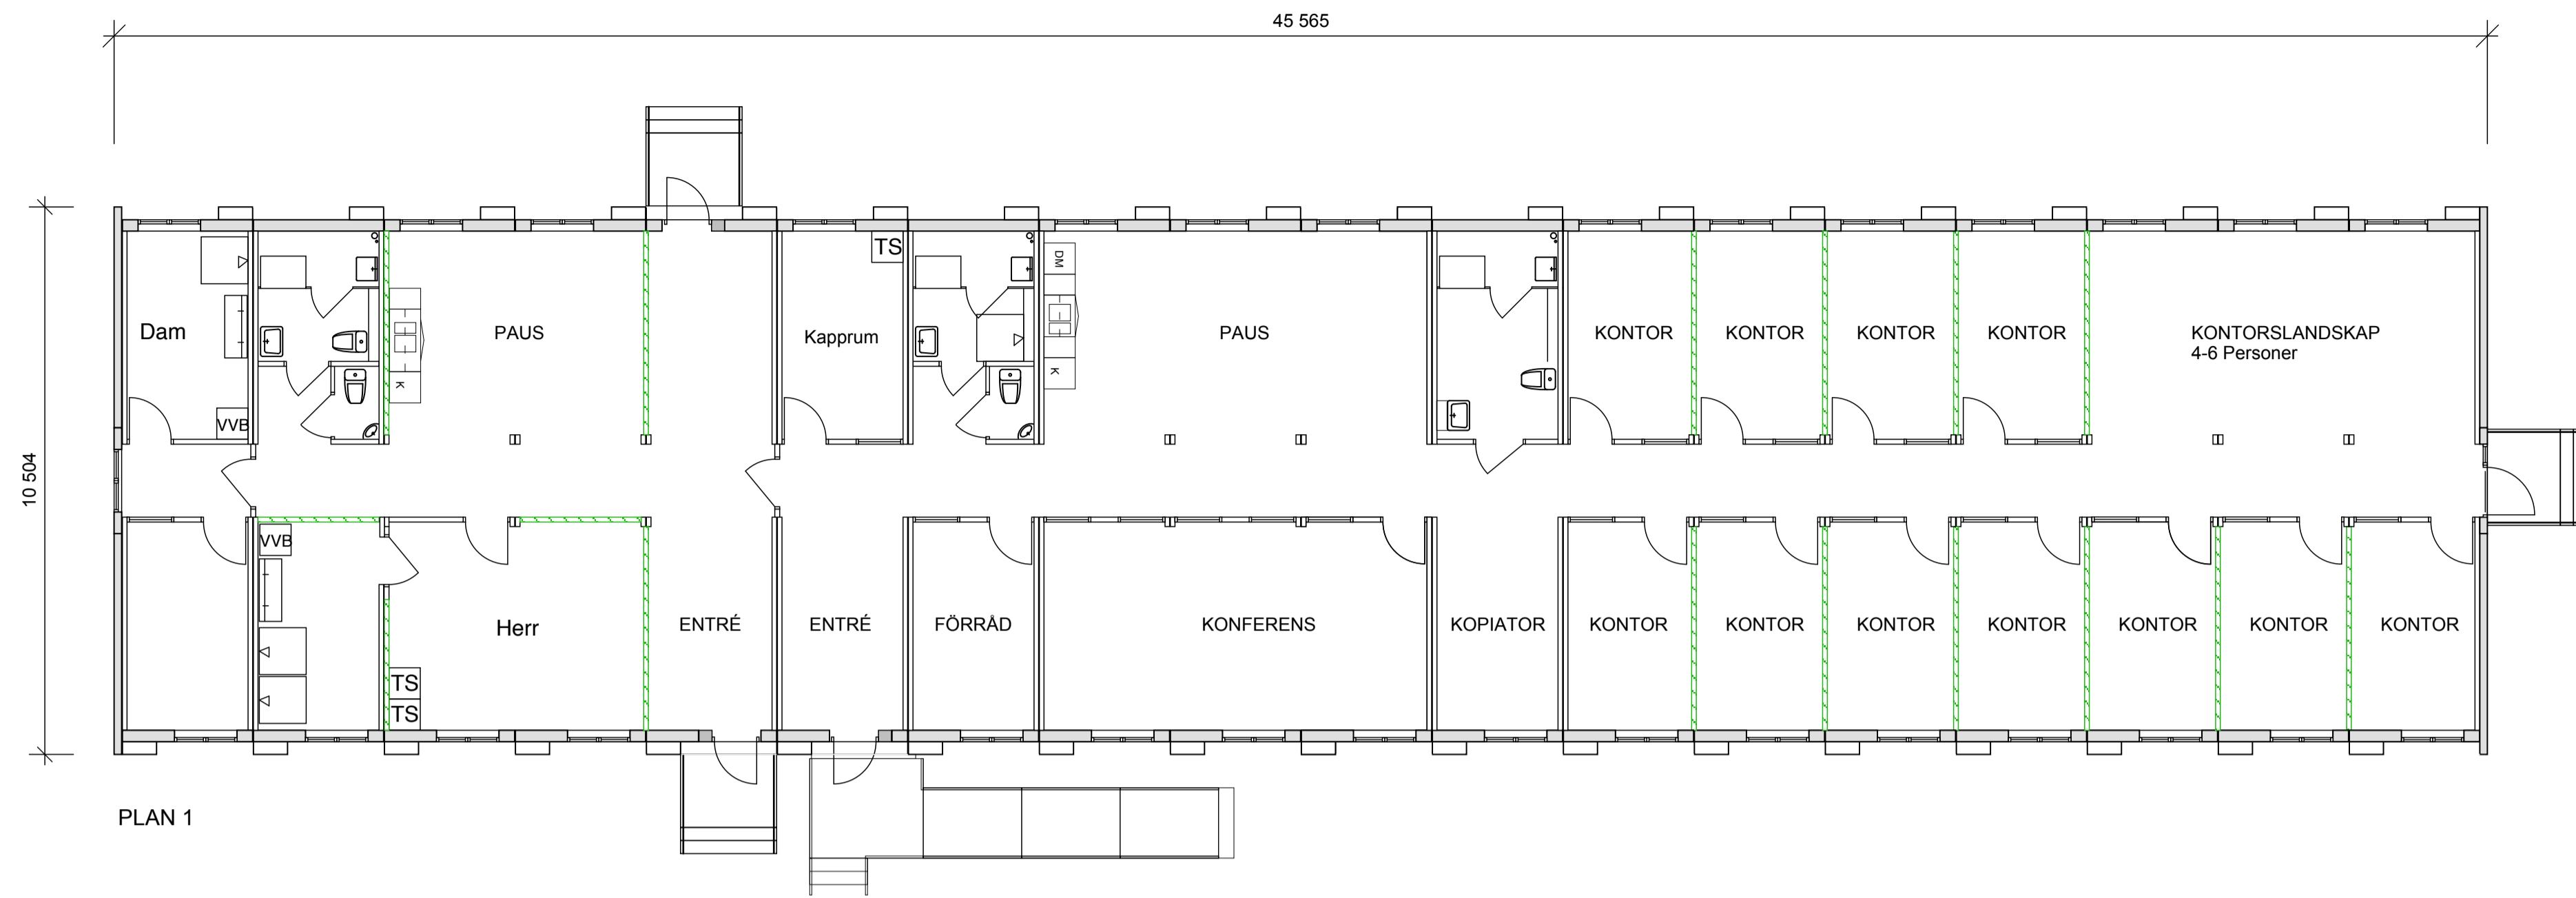 45 565
10 504
TS
DM
Dam
PAUS
Kapprum
PAUS
KONTOR
KONTOR
KONTOR
KONTOR
KONTORSLANDSKAP
4-6 Personer
K
K
VVB
VVB
Herr
ENTRÉ
ENTRÉ
FÖRRÅD
KONFERENS
KOPIATOR
KONTOR
KONTOR
KONTOR
KONTOR
KONTOR
KONTOR
KONTOR
TS
TS
PLAN 1